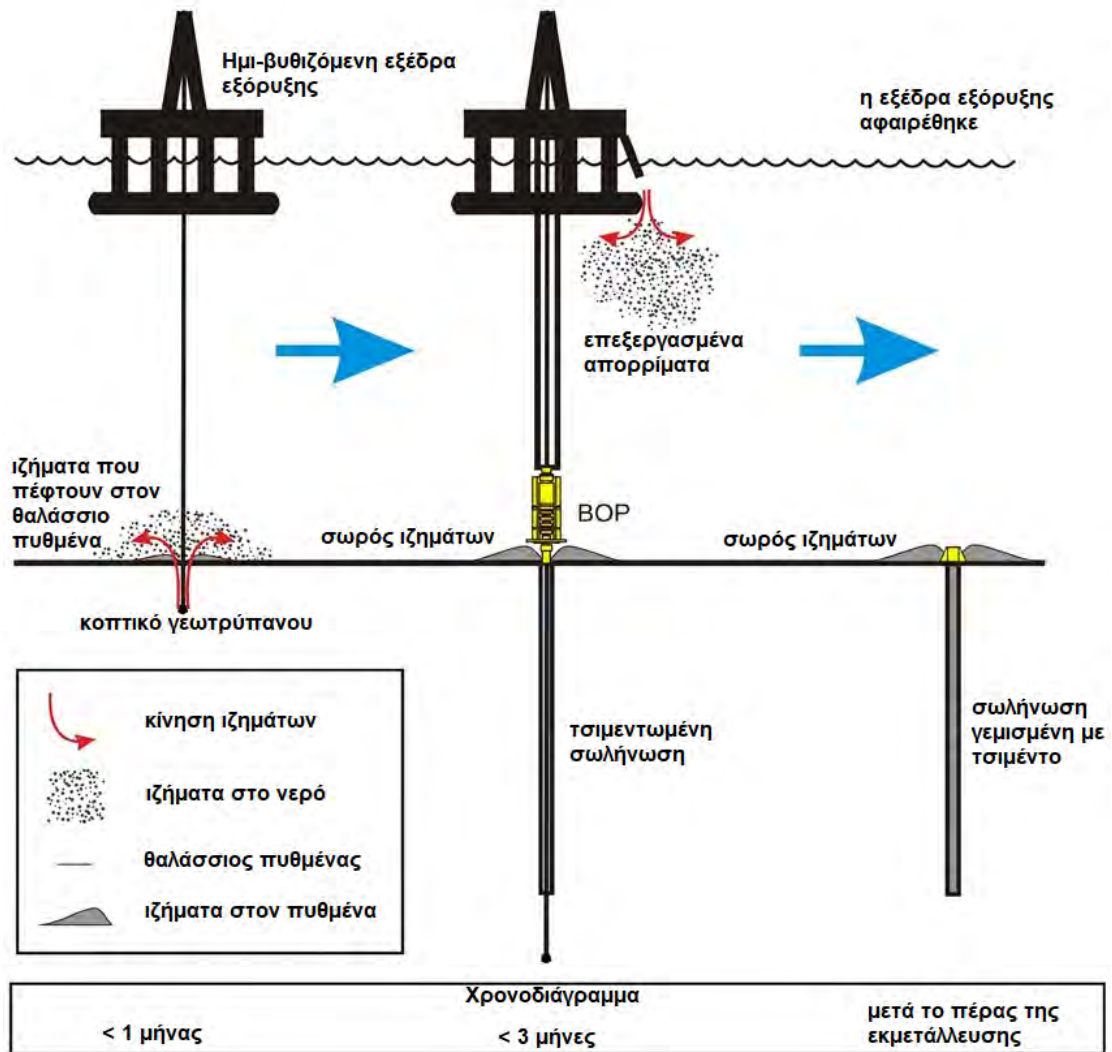 Ημι-βυθιζόμενη εξέδρα
εξόρυξης
η εξέδρα εξόρυξης
αφαιρέθηκε
επεξεργασμένα
απορρίματα
ιζήματα που
πέφτουν στον
θαλάσσιο
πυθμένα
BOP
σωρός ιζημάτων
σωρός ιζημάτων
κοπτικό γεωτρύπανου
κίνηση ιζημάτων
ιζήματα στο νερό
θαλάσσιος πυθμένας
ιζήματα στον πυθμένα
τσιμεντωμένη
σωλήνωση
σωλήνωση
γεμισμένη με
τσιμέντο
Χρονοδιάγραμμα
< 1 μήνας
< 3 μήνες
μετά το πέρας της
εκμετάλλευσης